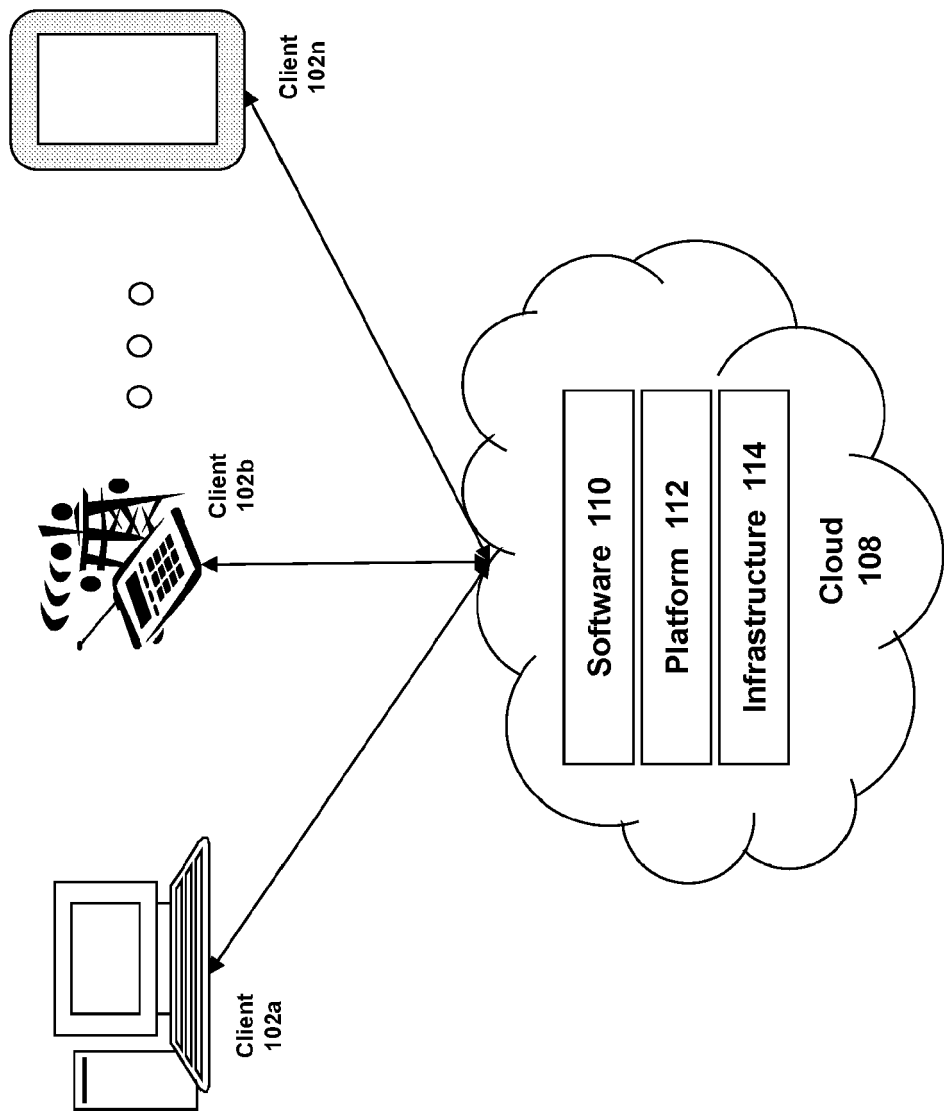 Client
102a
Client
102b
Client
102n
Software 110
Platform 112
Infrastructure 114
Cloud
108